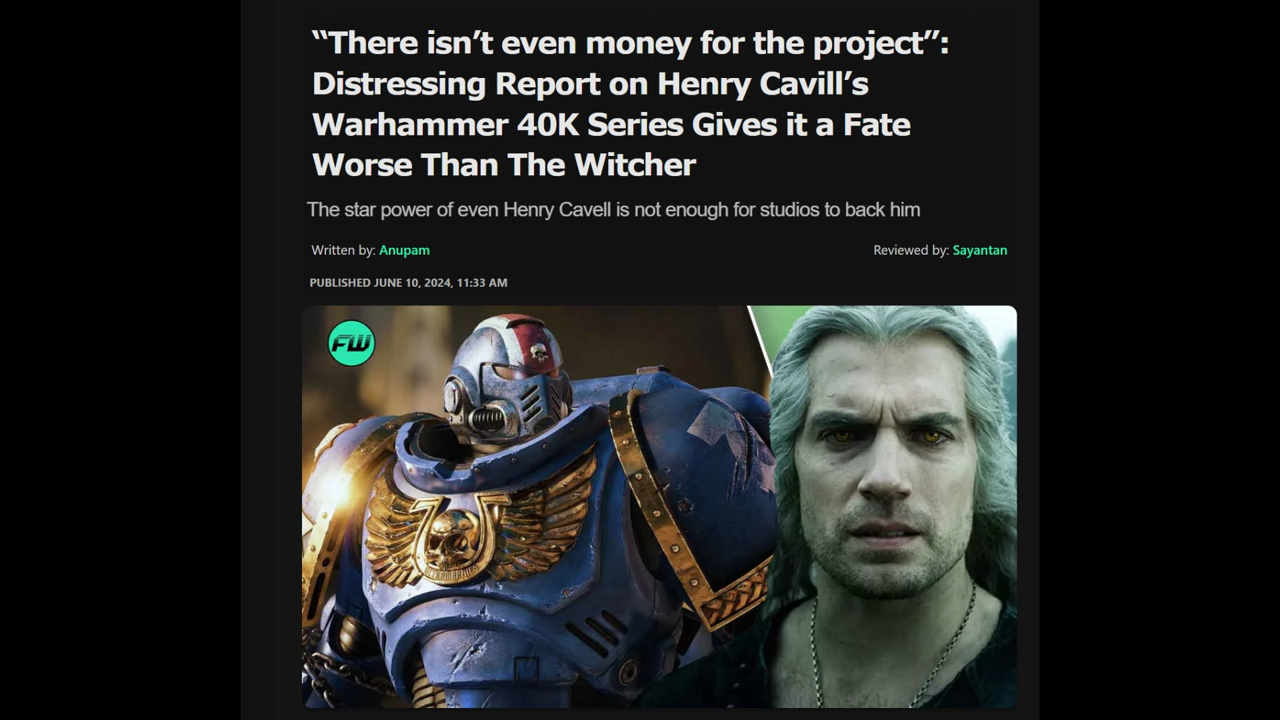 “There isn’t even money for the project”:
Distressing Report on Henry Cavill’s
Warhammer 40K Series Gives it a Fate
Worse Than The Witcher
The star power of even Henry Cavell is not enough for studios to back him
Written by: Anupam
Reviewed by: Sayantan
PUBLISHED JUNE 10, 2024, 11:33 AM
FW